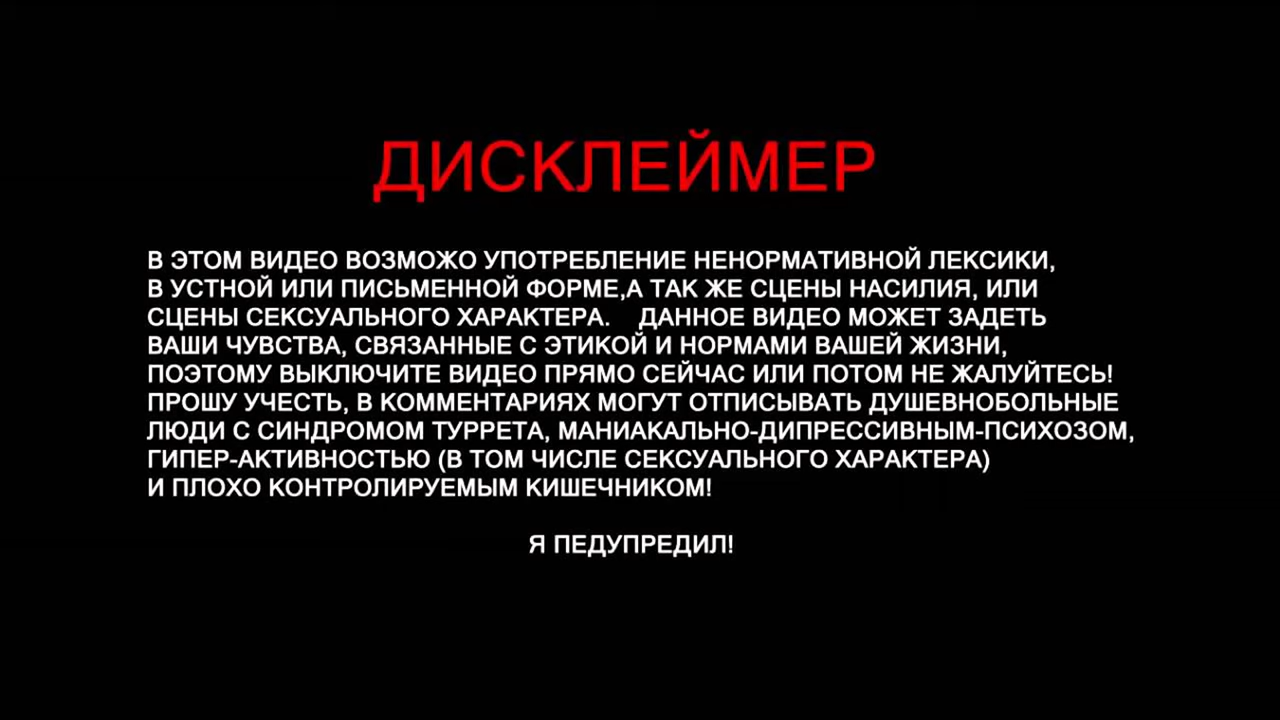 ДИСКЛЕЙМЕР
В ЭТОМ ВИДЕО ВОЗМОЖО УПОТРЕБЛЕНИЕ НЕНОРМАТИВНОЙ ЛЕКСИКИ,
В УСТНОЙ ИЛИ ПИСЬМЕННОЙ ФОРМЕ,А ТАК ЖЕ СЦЕНЫ НАСИЛИЯ, ИЛИ
СЦЕНЫ СЕКСУАЛЬНОГО ХАРАКТЕРА. ДАННОЕ ВИДЕО МОЖЕТ ЗАДЕТЬ
ВАШИ ЧУВСТВА, СВЯЗАННЫЕ С ЭТИКОЙ И НОРМАМИ ВАШЕЙ ЖИЗНИ,
ПОЭТОМУ ВЫКЛЮЧИТЕ ВИДЕО ПРЯМО СЕЙЧАС ИЛИ ПОТОМ НЕ ЖАЛУЙТЕСЬ!
ПРОШУ УЧЕСТЬ, В КОММЕНТАРИЯХ МОГУТ ОТПИСЫВАТЬ ДУШЕВНОБОЛЬНЫЕ
ЛЮДИ С СИНДРОМОМ ТУРРЕТА, МАНИАКАЛЬНО-ДИПРЕССИВНЫМ-ПСИХОЗОМ,
ГИПЕР-АКТИВНОСТЬЮ (В ТОМ ЧИСЛЕ СЕКСУАЛЬНОГО ХАРАКТЕРА)
И ПЛОХО КОНТРОЛИРУЕМЫМ КИШЕЧНИКОМ!
Я ПЕДУПРЕДИЛ!